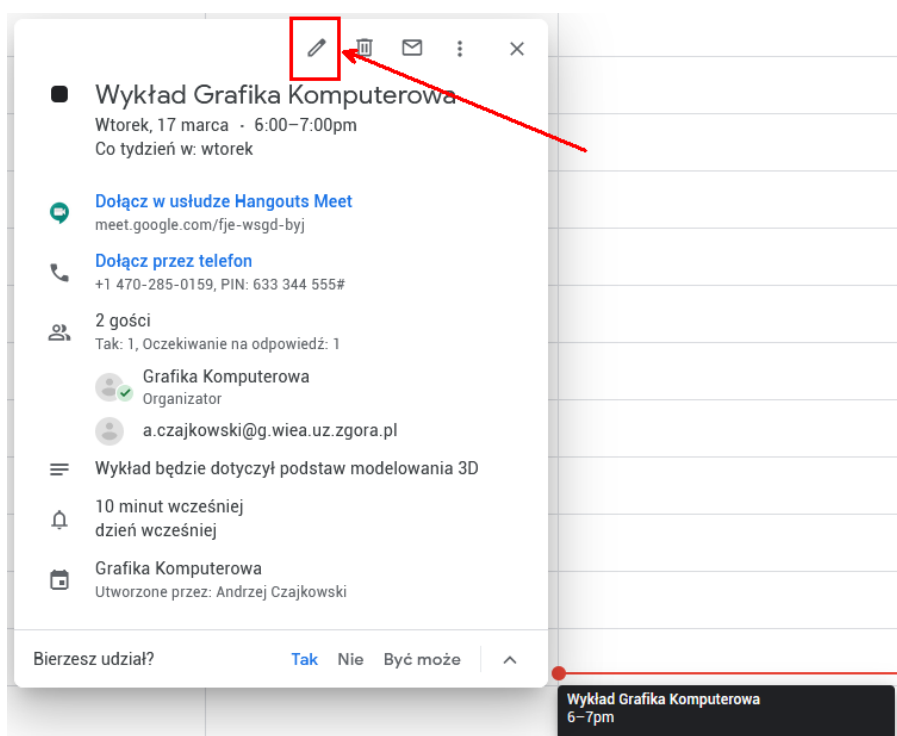 Wykład Grafika Komputerowa
Wtorek, 17 marca · 6:00–7:00pm
Co tydzień w: wtorek
Dołącz w usłudze Hangouts Meet
meet.google.com/fje-wsgd-byj
Dołącz przez telefon
+1 470-285-0159, PIN: 633 344 555#
2 gości
Tak: 1, Oczekiwanie na odpowiedź: 1
Grafika Komputerowa
Organizator
a.czajkowski@g.wiea.uz.zgora.pl
Wykład będzie dotyczył podstaw modelowania 3D
10 minut wcześniej
dzień wcześniej
Grafika Komputerowa
Utworzone przez: Andrzej Czajkowski
Bierzesz udział? Tak Nie Być może
Wykład Grafika Komputerowa
6–7pm